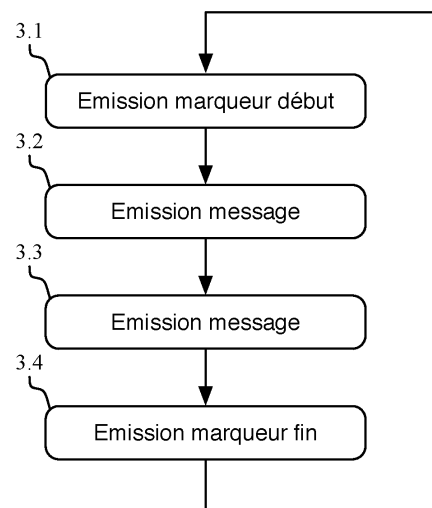 3.1
Emission marqueur début
3.2
Emission message
3.3
Emission message
3.4
Emission marqueur fin